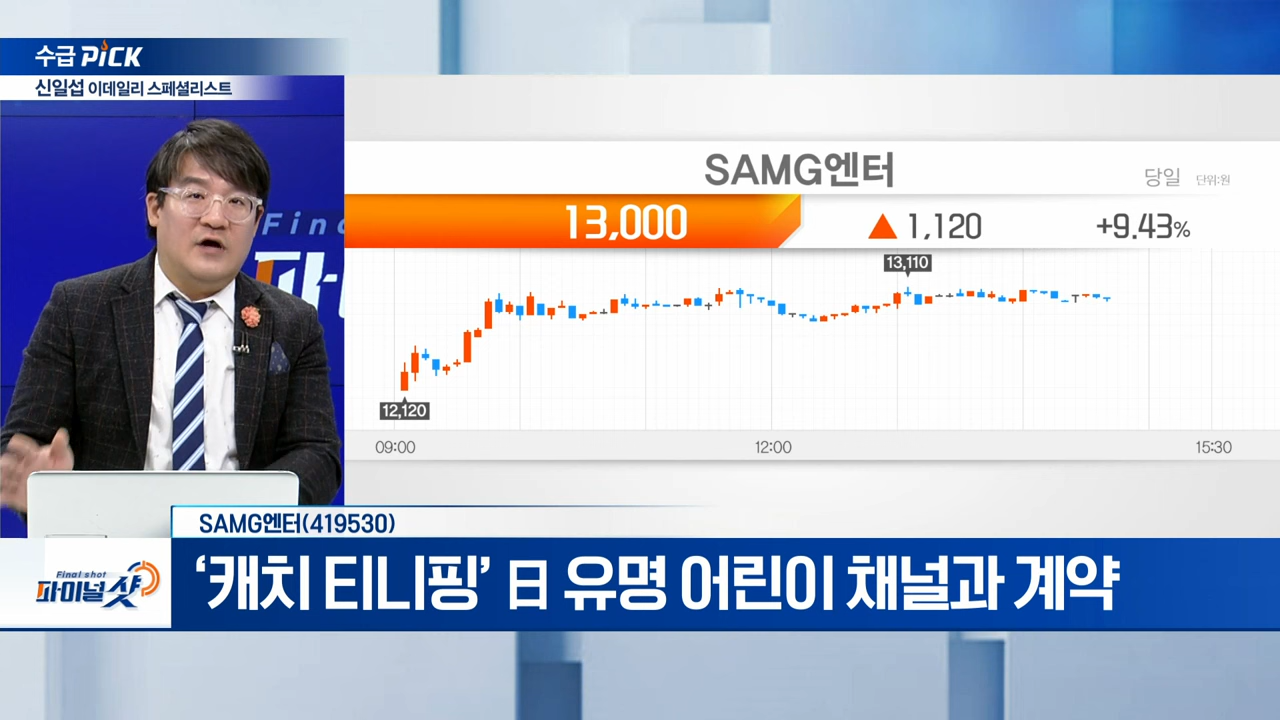 수급 PiCK
신일섭 이데일리 스페셜리스트
Fin
파이
SAMG엔터
당일 단위:원
13,000 ▲ 1,120 +9.43%
13,110
12,120
09:00 12:00 15:30
SAMG엔터(419530)
Final shot
파이널샷
‘캐치 티니핑’ 日 유명 어린이 채널과 계약